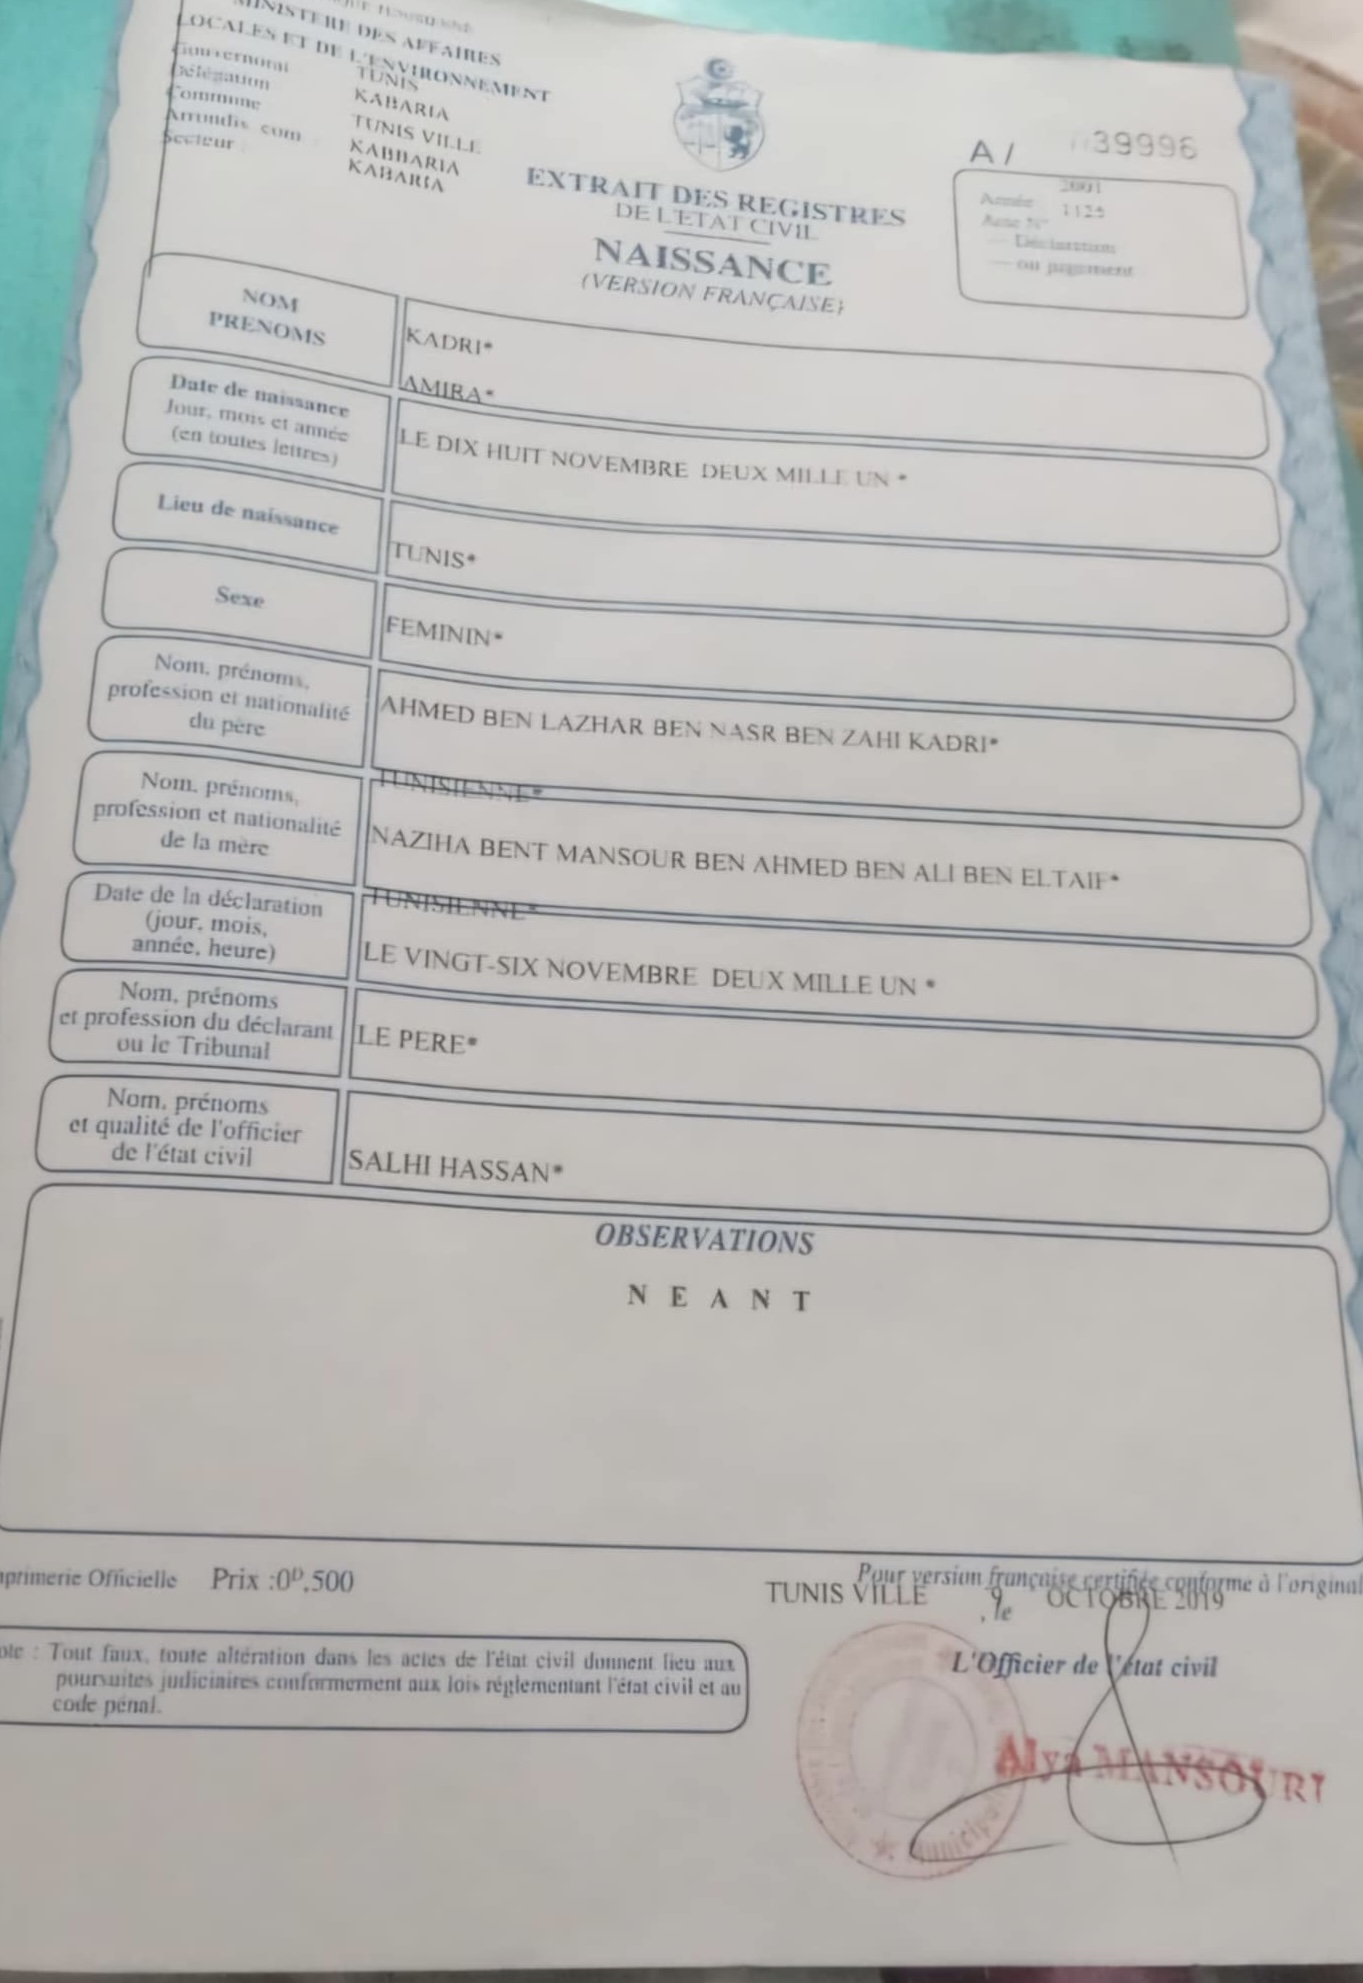 MINISTERE DES AFFAIRES
LOCALES ET DE L'ENVIRONNEMENT
Gouvernorat TUNIS
Délégation KABARIA
Commune TUNIS VILLE
Arrondis com : KABBARIA
Secteur : KABARIA
EXTRAIT DES REGISTRES
DE L'ETAT CIVIL
NAISSANCE
(VERSION FRANÇAISE)
A / 39996
Année 2001
Acte N° 1125
— Déclaration
— ou jugement
NOM
PRENOMS
KADRI*
AMIRA*
Date de naissance
Jour, mois et année
(en toutes lettres)
LE DIX HUIT NOVEMBRE DEUX MILLE UN *
Lieu de naissance
TUNIS*
Sexe
FEMININ*
Nom, prénoms,
profession et nationalité
du père
AHMED BEN LAZHAR BEN NASR BEN ZAHI KADRI*
TUNISIENNE*
Nom, prénoms,
profession et nationalité
de la mère
NAZIHA BENT MANSOUR BEN AHMED BEN ALI BEN ELTAIF*
TUNISIENNE*
Date de la déclaration
(jour, mois,
année, heure)
LE VINGT-SIX NOVEMBRE DEUX MILLE UN *
Nom, prénoms
et profession du déclarant
ou le Tribunal
LE PERE*
Nom, prénoms
et qualité de l'officier
de l'état civil
SALHI HASSAN*
OBSERVATIONS
N E A N T
primerie Officielle Prix :0D,500
Pour version française certifiée conforme à l'original
TUNIS VILLE , le 9 OCTOBRE 2019
L'Officier de l'état civil
Alya MANSOURI
ote : Tout faux, toute altération dans les actes de l'état civil donnent lieu aux
poursuites judiciaires conformement aux lois réglementant l'état civil et au
code pénal.
Municipa